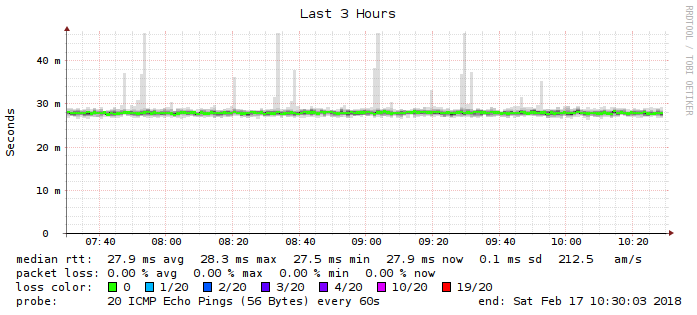 Last 3 Hours
RRDTOOL / TOBI OETIKER
Seconds
40 m
30 m
20 m
10 m
0
07:40 08:00 08:20 08:40 09:00 09:20 09:40 10:00 10:20
median rtt: 27.9 ms avg 28.3 ms max 27.5 ms min 27.9 ms now 0.1 ms sd 212.5 am/s
packet loss: 0.00 % avg 0.00 % max 0.00 % min 0.00 % now
loss color: 0 1/20 2/20 3/20 4/20 10/20 19/20
probe: 20 ICMP Echo Pings (56 Bytes) every 60s end: Sat Feb 17 10:30:03 2018